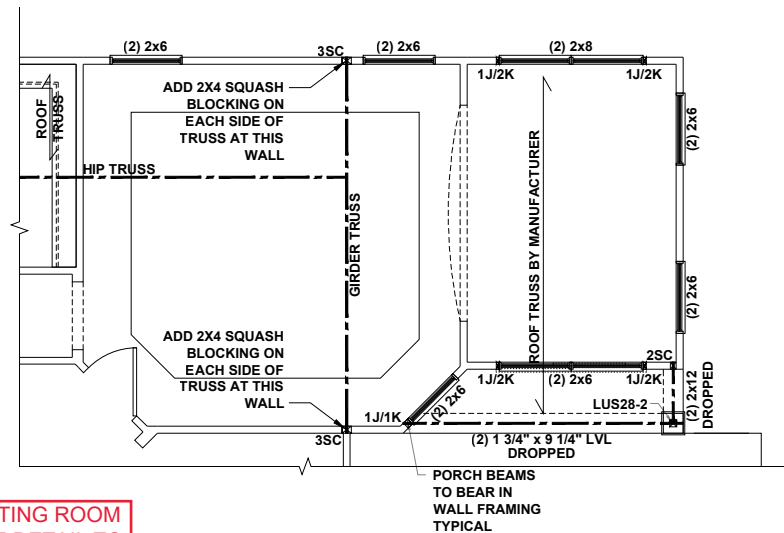 (2) 2x6
3SC
(2) 2x6
(2) 2x8
1J/2K
1J/2K
ADD 2X4 SQUASH
BLOCKING ON
EACH SIDE OF
TRUSS AT THIS
WALL
ROOF
TRUSS
HIP TRUSS
GIRDER TRUSS
ROOF TRUSS BY MANUFACTURER
(2) 2x6
(2) 2x6
ADD 2X4 SQUASH
BLOCKING ON
EACH SIDE OF
TRUSS AT THIS
WALL
3SC
1J/1K
(2) 2x6
1J/2K
(2) 2x6
1J/2K
2SC
LUS28-2
(2) 2x12
DROPPED
(2) 1 3/4" x 9 1/4" LVL
DROPPED
PORCH BEAMS
TO BEAR IN
WALL FRAMING
TYPICAL
TING ROOM